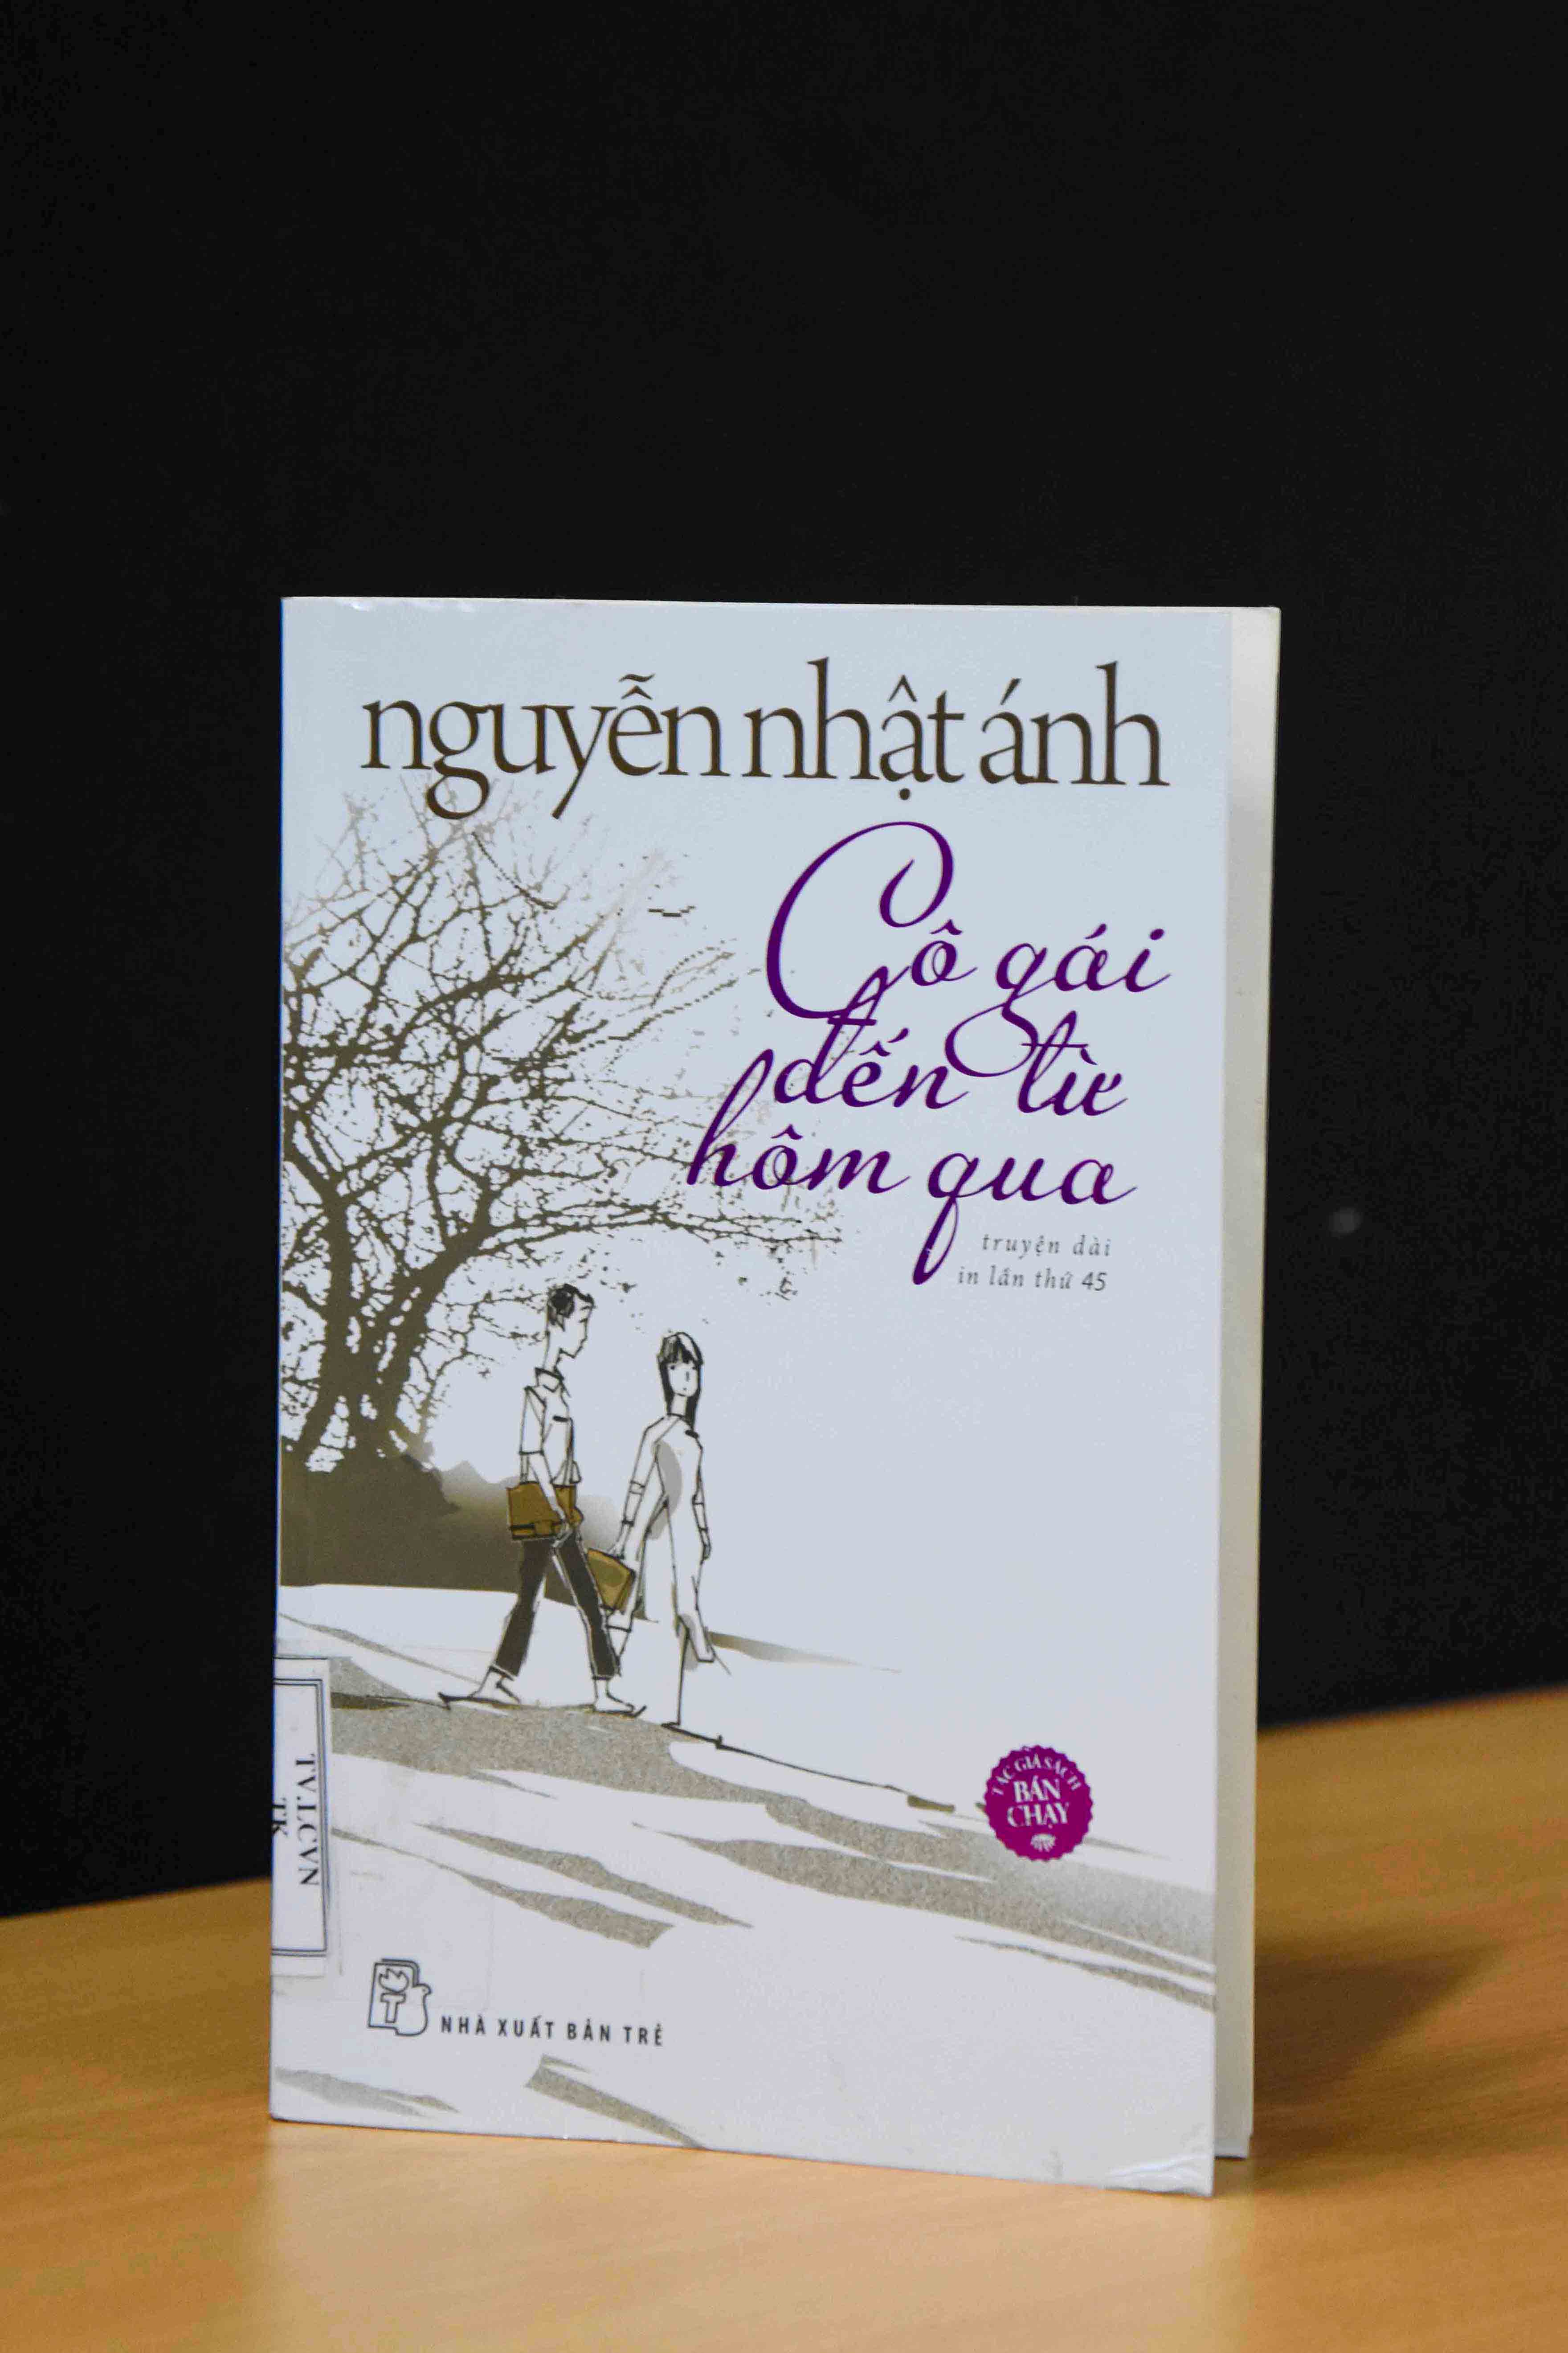 nguyễn nhật ánh
Cô gái
đến từ
hôm qua
truyện dài
in lần thứ 45
TÁC GIẢ SÁCH
BÁN
CHẠY
TV.LCVN
TK
NHÀ XUẤT BẢN TRẺ